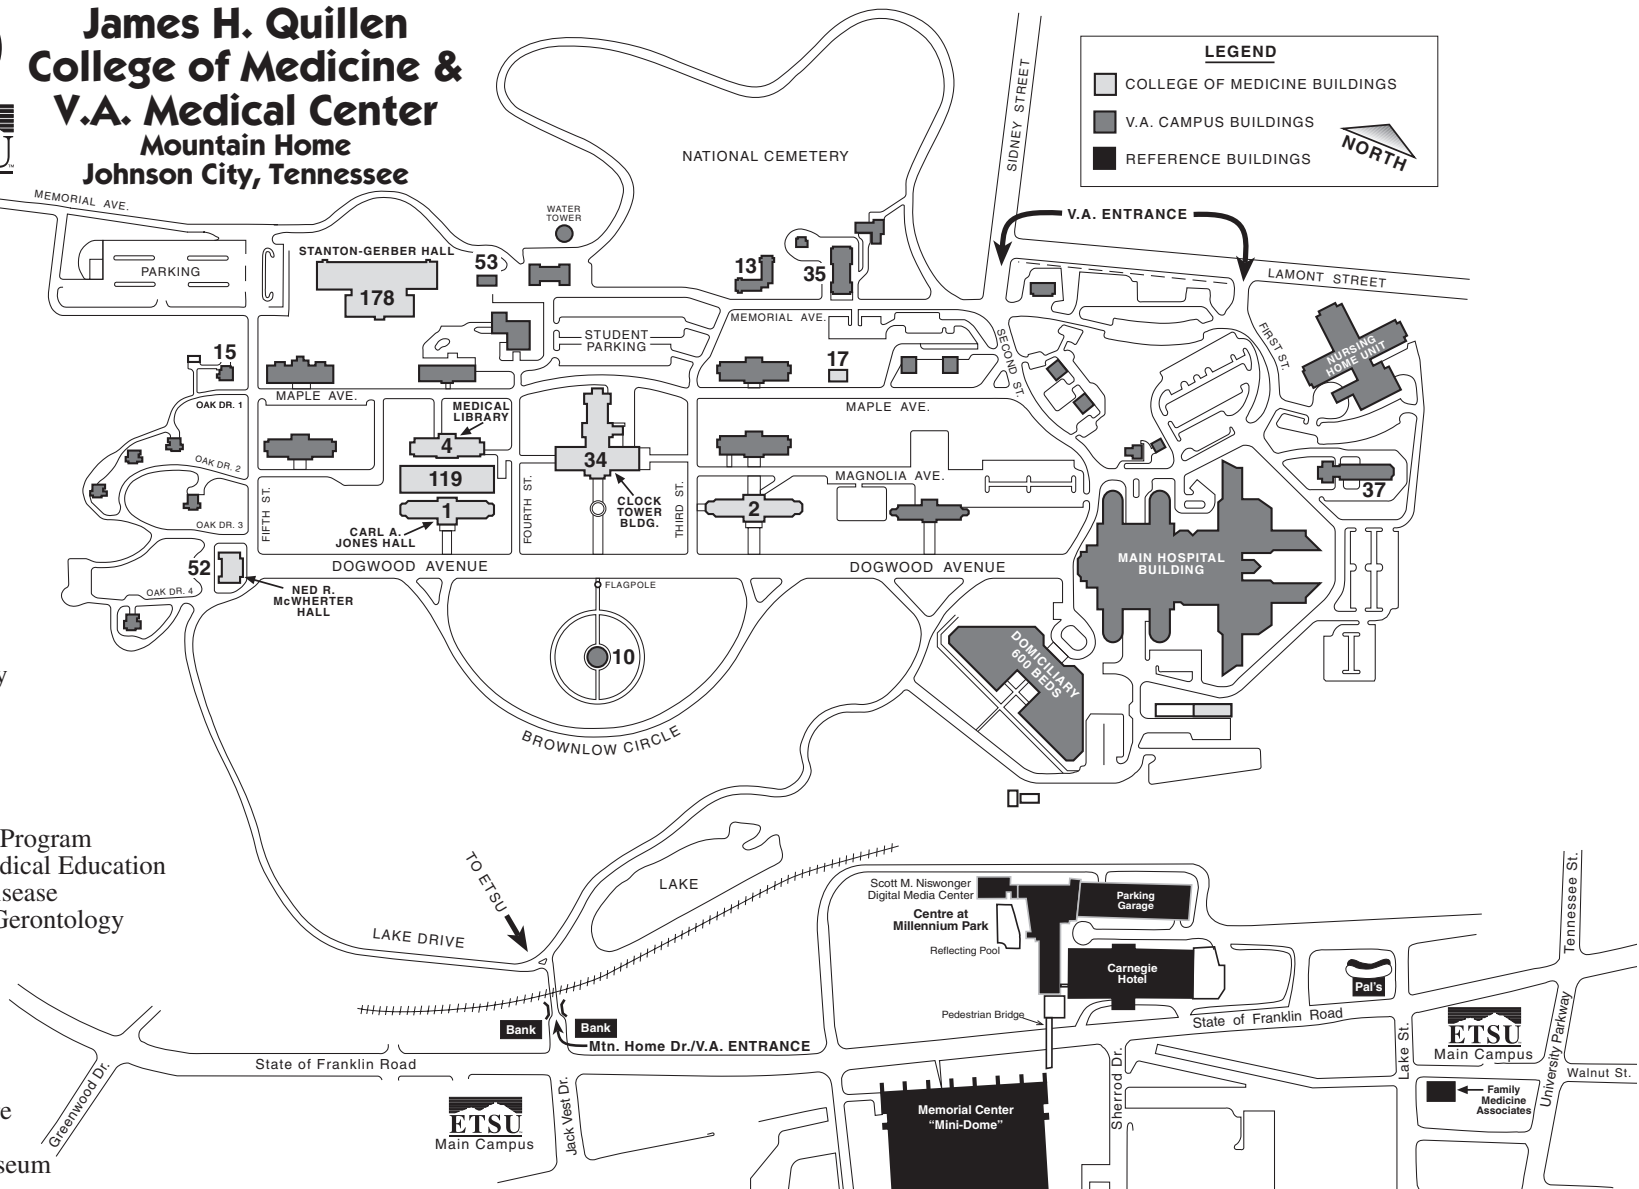 James H. Quillen
College of Medicine &
V.A. Medical Center
Mountain Home
Johnson City, Tennessee
LEGEND
COLLEGE OF MEDICINE BUILDINGS
V.A. CAMPUS BUILDINGS
REFERENCE BUILDINGS
NORTH
SIDNEY STREET
NATIONAL CEMETERY
MEMORIAL AVE.
WATER
TOWER
V.A. ENTRANCE
LAMONT STREET
PARKING
STANTON-GERBER HALL
178
53
13
35
MEMORIAL AVE.
STUDENT
PARKING
SECOND ST.
FIRST ST.
NURSING
HOME UNIT
15
17
OAK DR. 1
MAPLE AVE.
MAPLE AVE.
MEDICAL
LIBRARY
4
OAK DR. 2
119
34
MAGNOLIA AVE.
37
FIFTH ST.
FOURTH ST.
THIRD ST.
CLOCK
TOWER
BLDG.
1
2
OAK DR. 3
CARL A.
JONES HALL
DOGWOOD AVENUE
DOGWOOD AVENUE
MAIN HOSPITAL
BUILDING
52
OAK DR. 4
NED R.
McWHERTER
HALL
FLAGPOLE
10
DOMICILIARY
600 BEDS
y
BROWNLOW CIRCLE
Program
dical Education
sease
Gerontology
TO ETSU
LAKE
LAKE DRIVE
Scott M. Niswonger
Digital Media Center
Centre at
Millennium Park
Reflecting Pool
Parking
Garage
Carnegie
Hotel
Pal's
Tennessee St.
Pedestrian Bridge
State of Franklin Road
Bank
Bank
Mtn. Home Dr./V.A. ENTRANCE
State of Franklin Road
ETSU
Main Campus
Lake St.
University Parkway
Walnut St.
Greenwood Dr.
Jack Vest Dr.
Sherrod Dr.
Family
Medicine
Associates
ETSU
Main Campus
Memorial Center
“Mini-Dome”
e
seum